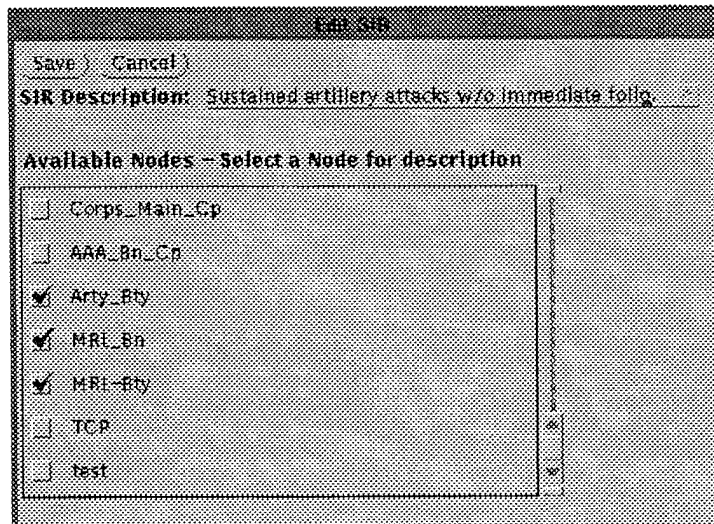 Edit SIR
Save Cancel
SIR Description: Sustained artillery attacks w/o immediate follo
Available Nodes – Select a Node for description
Corps_Main_Cp
AAA_Bn_Cp
Arty_Bty
MRL_Bn
MRL-Bty
TCP
test